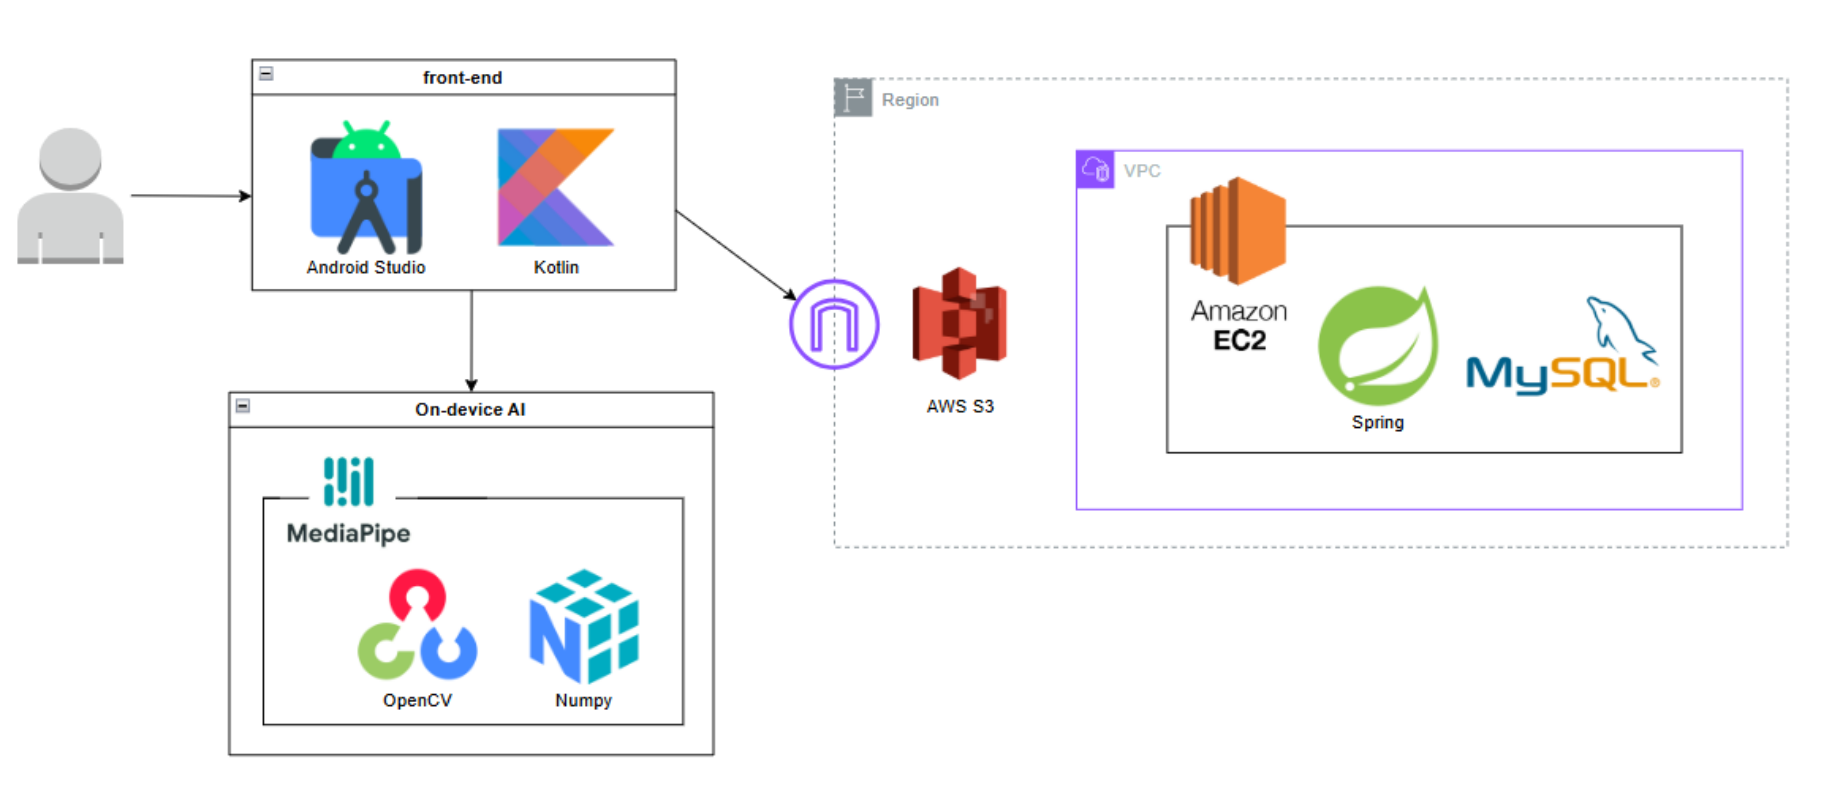 front-end
Android Studio
Kotlin
On-device AI
MediaPipe
OpenCV
Numpy
Region
VPC
AWS S3
Amazon
EC2
Spring
MySQL®